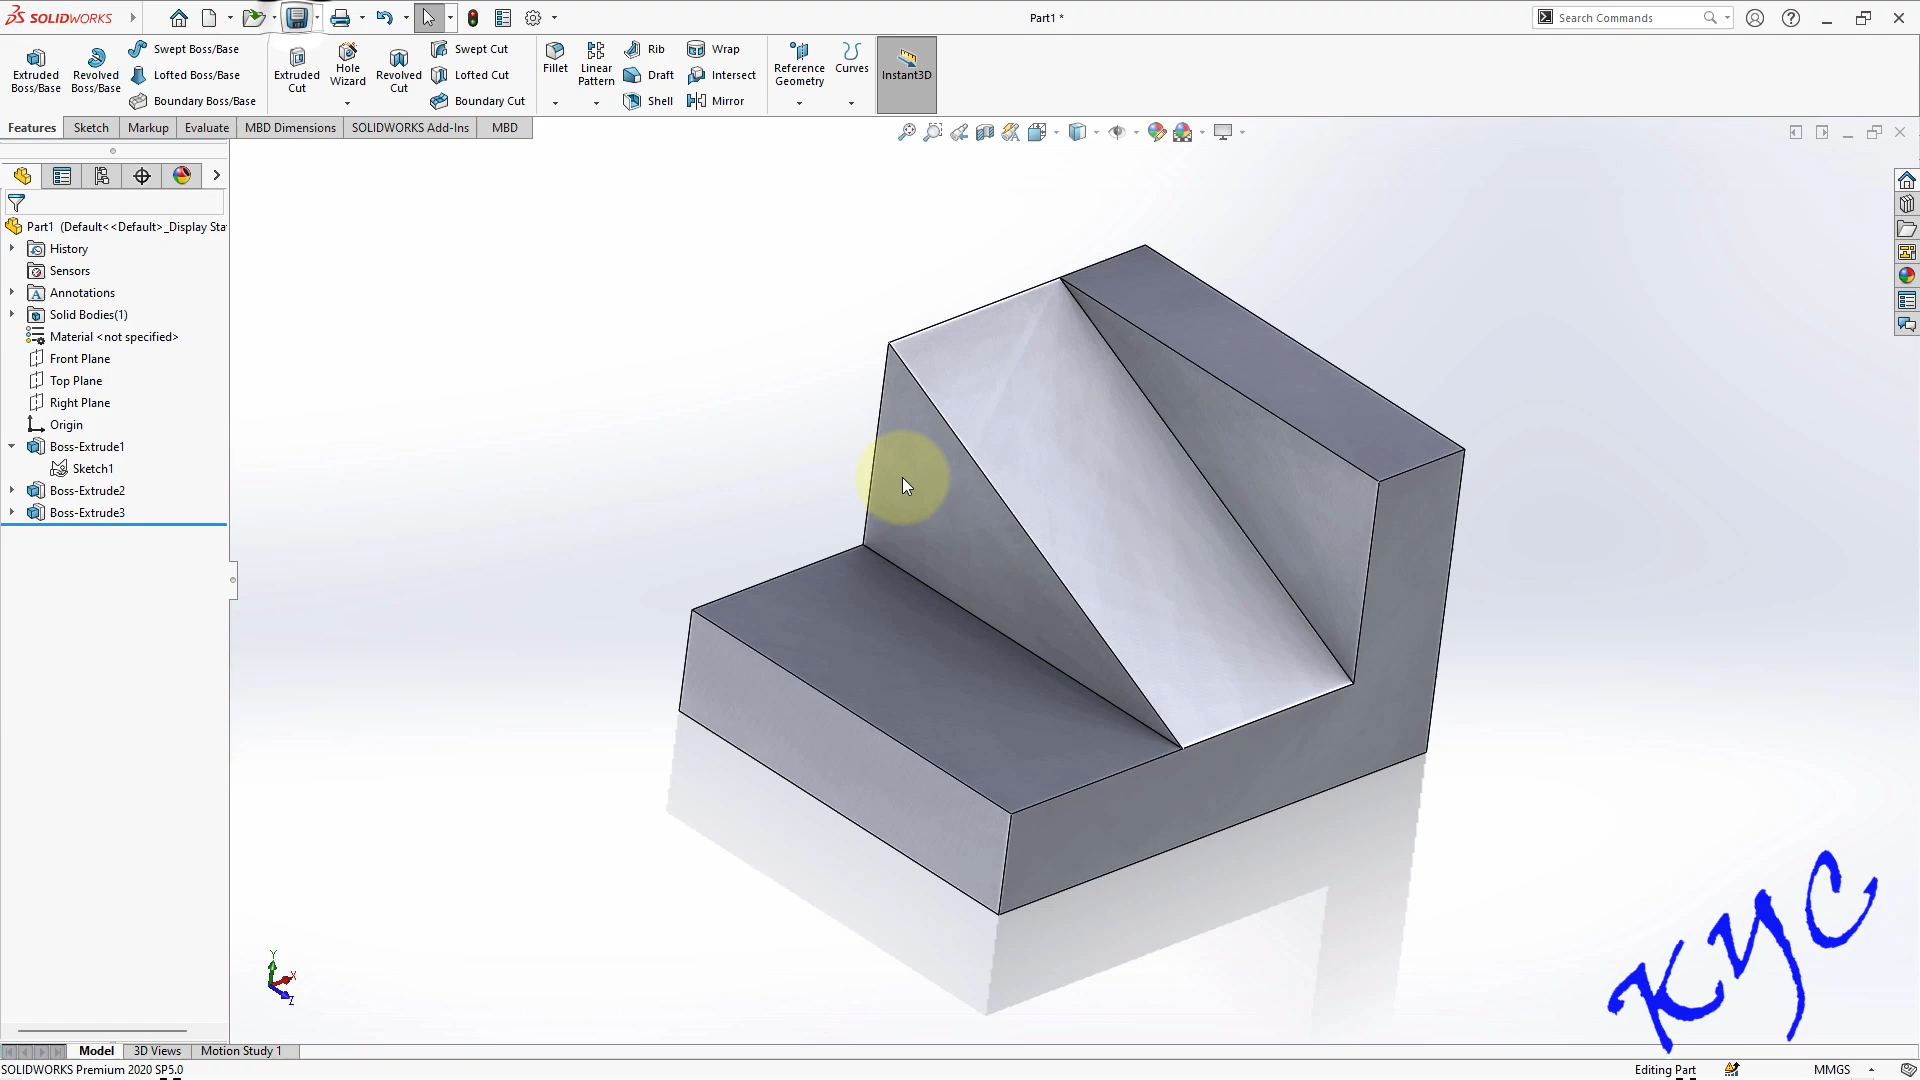 SOLIDWORKS
Part1 *
Search Commands
Extruded Boss/Base
Revolved Boss/Base
Swept Boss/Base
Lofted Boss/Base
Boundary Boss/Base
Extruded Cut
Hole Wizard
Revolved Cut
Swept Cut
Lofted Cut
Boundary Cut
Fillet
Linear Pattern
Rib
Draft
Shell
Wrap
Intersect
Mirror
Reference Geometry
Curves
Instant3D
Features
Sketch
Markup
Evaluate
MBD Dimensions
SOLIDWORKS Add-Ins
MBD
Part1 (Default<<Default>_Display Sta
History
Sensors
Annotations
Solid Bodies(1)
Material <not specified>
Front Plane
Top Plane
Right Plane
Origin
Boss-Extrude1
Sketch1
Boss-Extrude2
Boss-Extrude3
Y
X
Z
KYC
Model
3D Views
Motion Study 1
SOLIDWORKS Premium 2020 SP5.0
Editing Part
MMGS